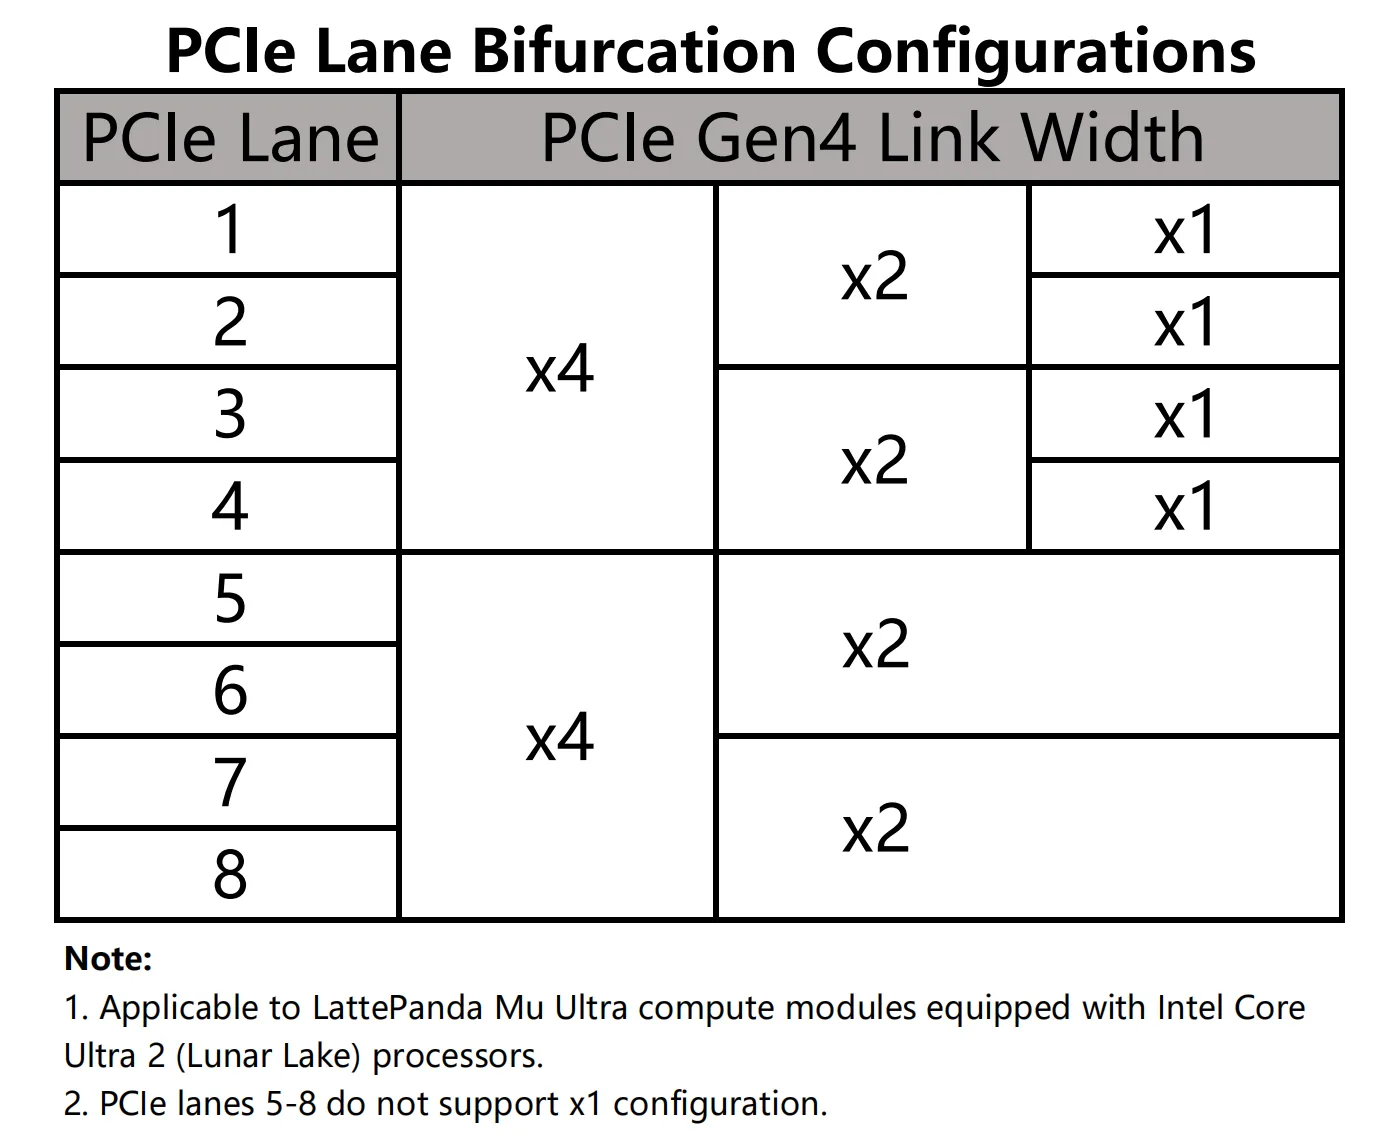 PCIe Lane Bifurcation Configurations
PCIe Lane PCIe Gen4 Link Width
1 x4 x2 x1
2 x1
3 x2 x1
4 x1
5 x4 x2
6
7 x2
8
Note:
1. Applicable to LattePanda Mu Ultra compute modules equipped with Intel Core
Ultra 2 (Lunar Lake) processors.
2. PCIe lanes 5-8 do not support x1 configuration.